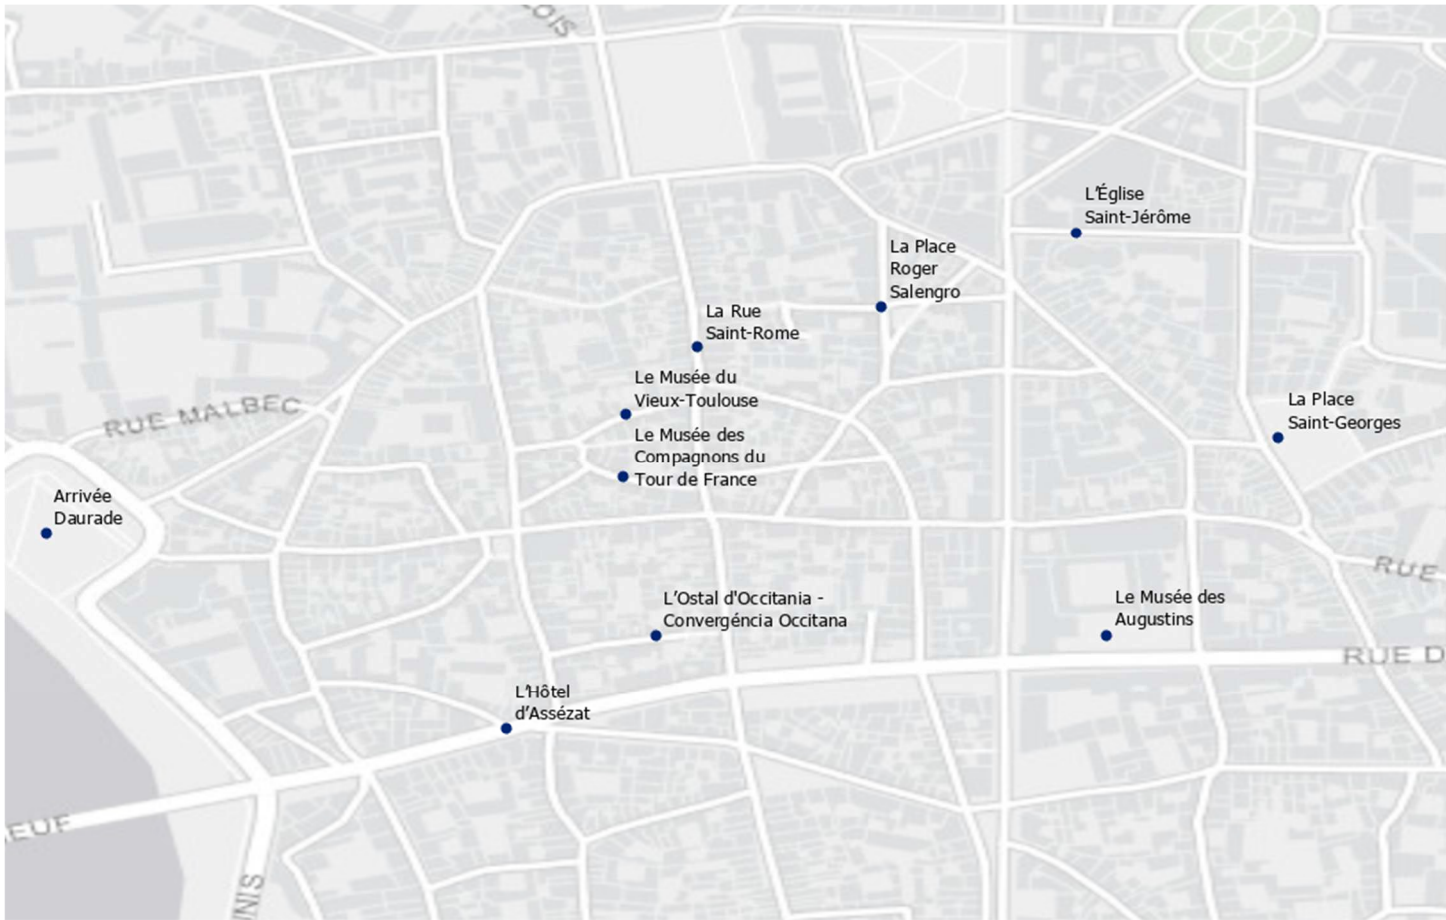 LOIS
L'Église
Saint-Jérôme
La Place
Roger
Salengro
La Rue
Saint-Rome
Le Musée du
Vieux-Toulouse
RUE MALBEC
La Place
Saint-Georges
Le Musée des
Compagnons du
Tour de France
Arrivée
Daurade
RUE
L'Ostal d'Occitania -
Convergéncia Occitana
Le Musée des
Augustins
RUE D
L'Hôtel
d'Assézat
EUF
NIS